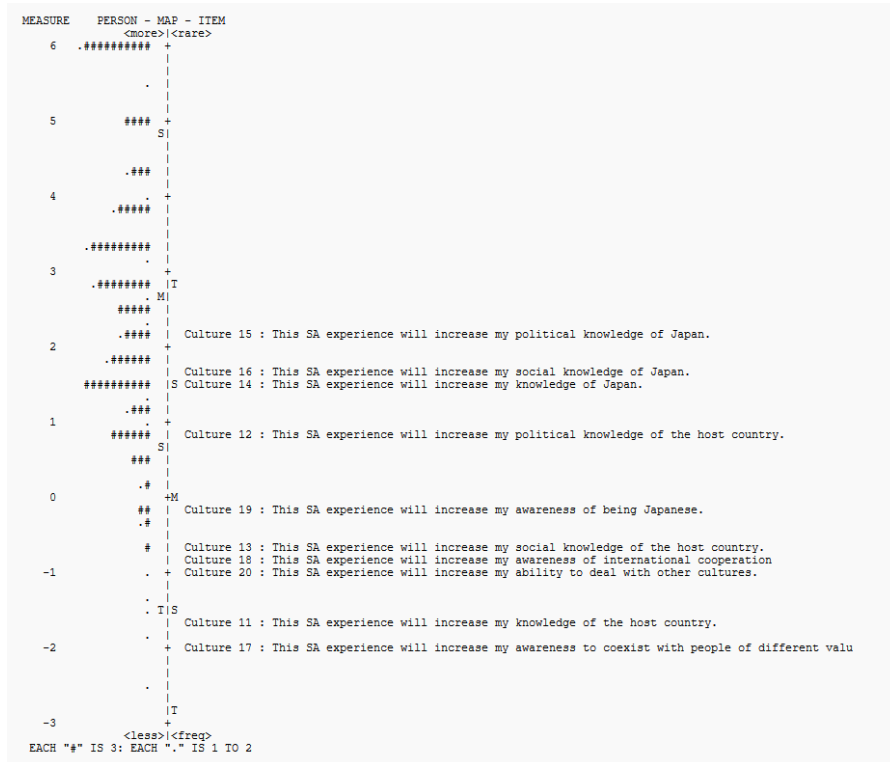 MEASURE    PERSON - MAP - ITEM
               <more>|<rare>
    6   .##########  +
                     |
                     |
                  .  |
                     |
                     |
    5          ####  +
                    S|
                     |
                     |
               .###  |
                     |
    4             .  +
             .#####  |
                     |
                     |
         .#########  |
                  .  |
    3                +
          .########  |T
                  . M|
              #####  |
                  .  |
              .####  |  Culture 15 : This SA experience will increase my political knowledge of Japan.
    2                +
            .######  |
                     |  Culture 16 : This SA experience will increase my social knowledge of Japan.
         ##########  |S Culture 14 : This SA experience will increase my knowledge of Japan.
                  .  |
               .###  |
    1             .  +
             ######  |  Culture 12 : This SA experience will increase my political knowledge of the host country.
                    S|
                ###  |
                     |
                 .#  |
    0                +M
                 ##  |  Culture 19 : This SA experience will increase my awareness of being Japanese.
                 .#  |
                     |
                  #  |  Culture 13 : This SA experience will increase my social knowledge of the host country.
                     |  Culture 18 : This SA experience will increase my awareness of international cooperation
   -1             .  +  Culture 20 : This SA experience will increase my ability to deal with other cultures.
                     |
                  .  |
                  . T|S
                     |  Culture 11 : This SA experience will increase my knowledge of the host country.
                  .  |
   -2                +  Culture 17 : This SA experience will increase my awareness to coexist with people of different valu
                     |
                     |
                  .  |
                     |
                     |T
   -3                +
               <less>|<freq>
 EACH "#" IS 3: EACH "." IS 1 TO 2